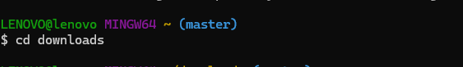 LENOVO@lenovo MINGW64 ~ (master)
$ cd downloads